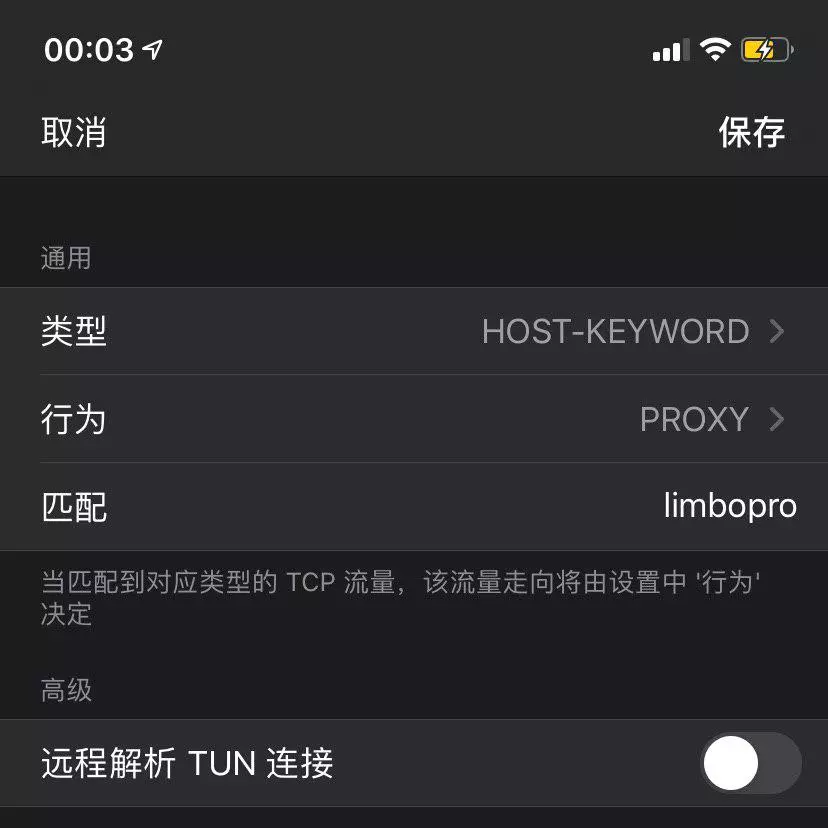 00:03
取消
保存
通用
类型 HOST-KEYWORD
行为 PROXY
匹配 limbopro
当匹配到对应类型的 TCP 流量，该流量走向将由设置中 '行为'
决定
高级
远程解析 TUN 连接